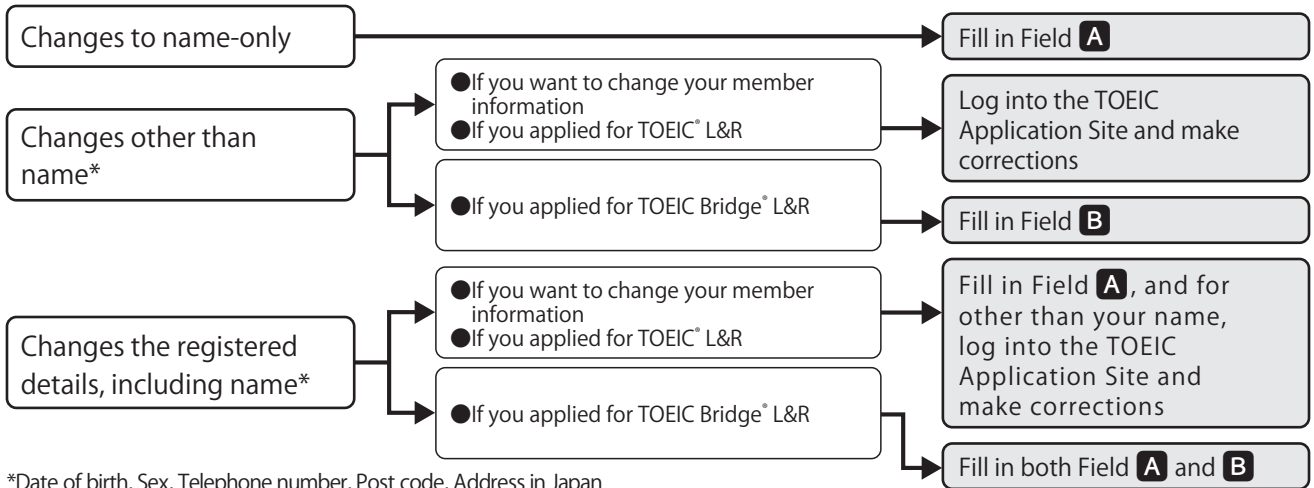 Changes to name-only
Fill in Field A
Changes other than
name*
●If you want to change your member
information
●If you applied for TOEIC® L&R
Log into the TOEIC
Application Site and make
corrections
●If you applied for TOEIC Bridge® L&R
Fill in Field B
Changes the registered
details, including name*
●If you want to change your member
information
●If you applied for TOEIC® L&R
Fill in Field A, and for
other than your name,
log into the TOEIC
Application Site and
make corrections
●If you applied for TOEIC Bridge® L&R
Fill in both Field A and B
*Date of birth, Sex, Telephone number, Post code, Address in Japan